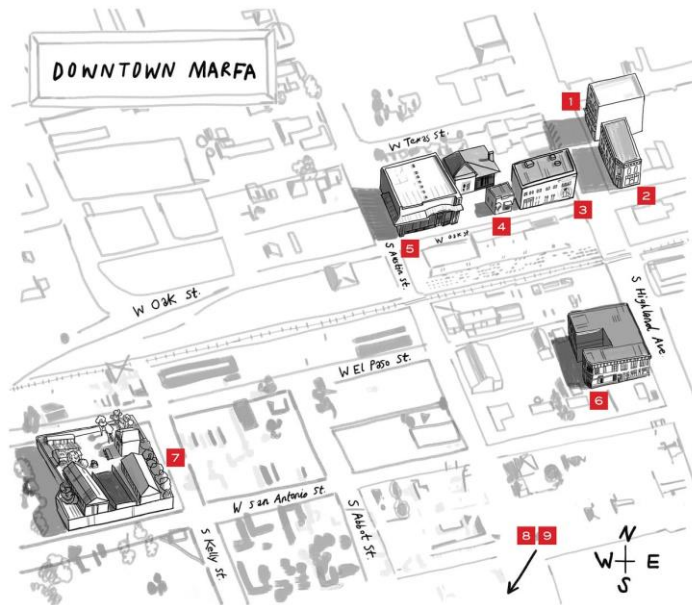 DOWNTOWN MARFA
1
W Texas St.
2
3
4
5
W Oak St
S Austin St.
W Oak St.
S Highland Ave.
W El Paso St.
6
7
W San Antonio St.
S Abbot St.
S Kelly St.
8 9
N
W E
S